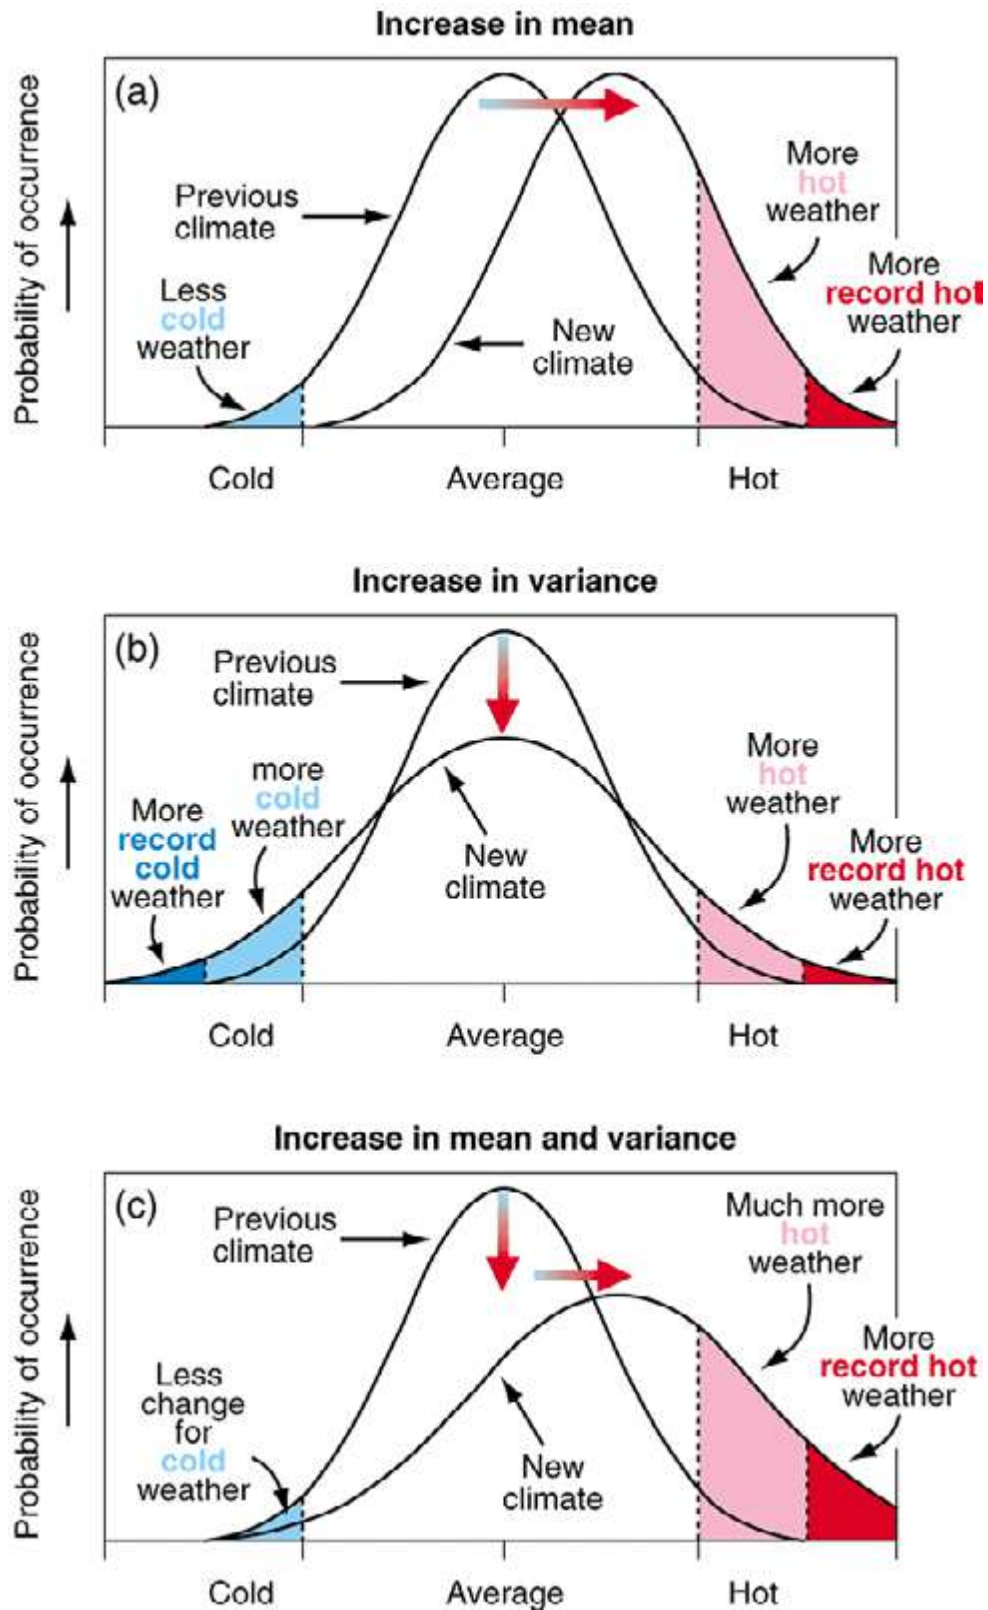 Increase in mean
(a)
Probability of occurrence
Previous
climate
Less
cold
weather
New
climate
More
hot
weather
More
record hot
weather
Cold
Average
Hot
Increase in variance
(b)
Probability of occurrence
Previous
climate
More
record
cold
weather
more
cold
weather
New
climate
More
hot
weather
More
record hot
weather
Cold
Average
Hot
Increase in mean and variance
(c)
Probability of occurrence
Previous
climate
Less
change
for
cold
weather
New
climate
Much more
hot
weather
More
record hot
weather
Cold
Average
Hot